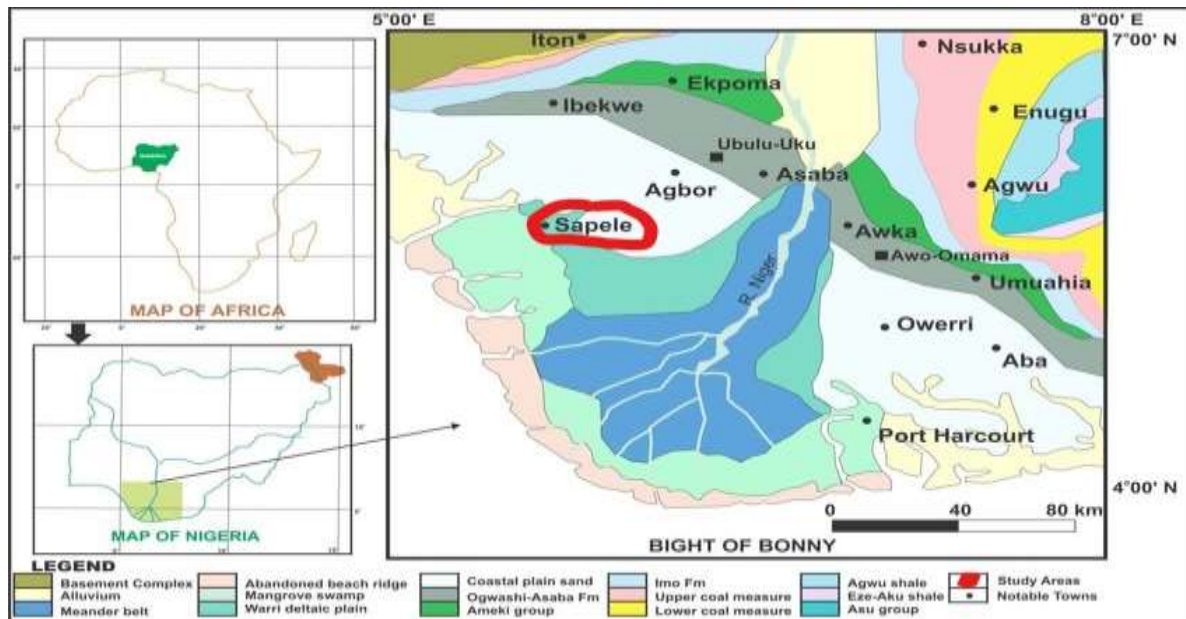 5°00' E
8°00' E
7°00' N
Iton
Nsukka
Ekpoma
Ibekwe
Enugu
Ubulu-Uku
Asaba
Agbor
Agwu
Sapele
Awka
Awo-Omama
Umuahia
R. Niger
Owerri
Aba
Port Harcourt
4°00' N
0 40 80 km
BIGHT OF BONNY
NIGERIA
MAP OF AFRICA
MAP OF NIGERIA
LEGEND
Basement Complex
Alluvium
Meander belt
Abandoned beach ridge
Mangrove swamp
Warri deltaic plain
Coastal plain sand
Ogwashi-Asaba Fm
Ameki group
Imo Fm
Upper coal measure
Lower coal measure
Agwu shale
Eze-Aku shale
Asu group
Study Areas
Notable Towns